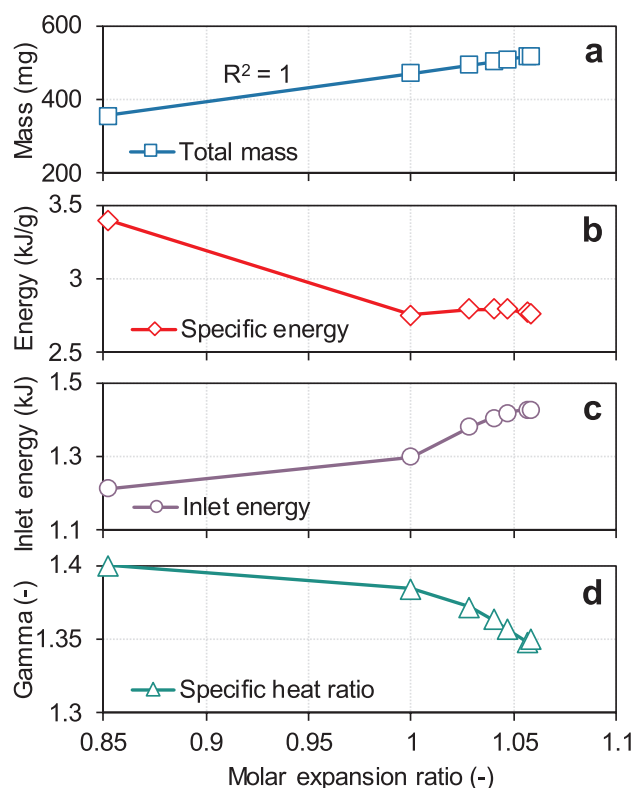 600
400
200
Mass (mg)
R² = 1
a
Total mass
3.5
3
2.5
Energy (kJ/g)
b
Specific energy
1.5
1.3
1.1
Inlet energy (kJ)
c
Inlet energy
1.4
1.35
1.3
Gamma (-)
d
Specific heat ratio
0.85 0.9 0.95 1 1.05 1.1
Molar expansion ratio (-)